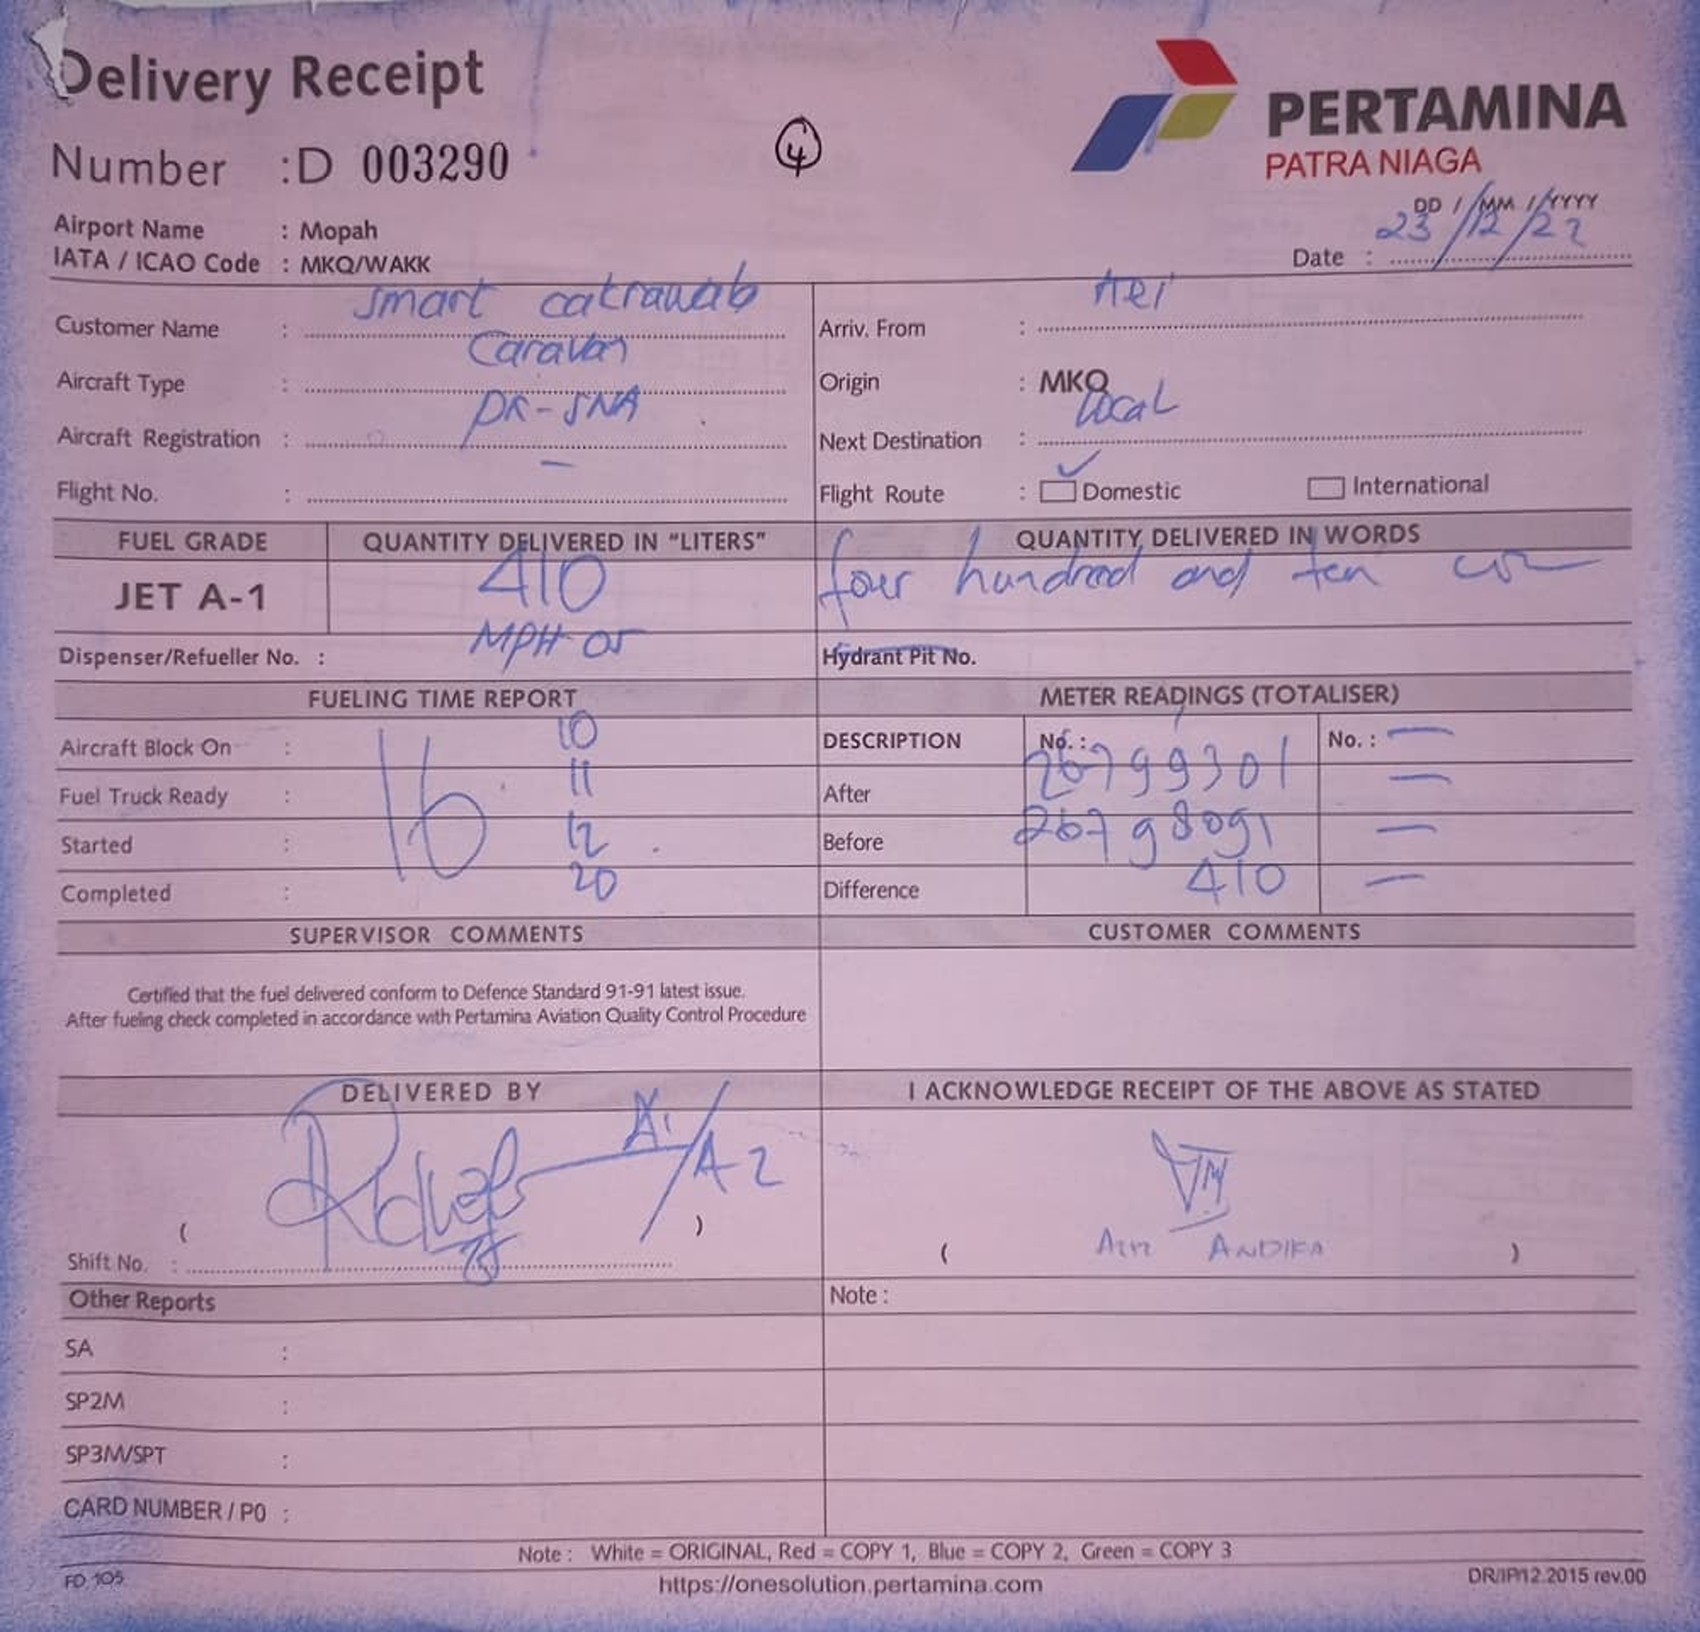 Delivery Receipt
PERTAMINA
PATRA NIAGA
Number : D 003290
4
DD / MM / YYYY
Date : 23/12/22
Airport Name : Mopah
IATA / ICAO Code : MKQ/WAKK
Customer Name : Smart catrawab
Arriv. From :
Aircraft Type : Caravan
Origin : MKQ
Aircraft Registration : PK-SNA
Next Destination : local
Flight No. : –
Flight Route : ✓ Domestic International
FUEL GRADE QUANTITY DELIVERED IN "LITERS" QUANTITY DELIVERED IN WORDS
JET A-1 410 four hundred and ten
Dispenser/Refueller No. : MPH 05
Hydrant Pit No.
FUELING TIME REPORT METER READINGS (TOTALISER)
Aircraft Block On : 16 10
DESCRIPTION No. : No. : –
Fuel Truck Ready : 11
After –
Started : 12
Before –
Completed : 20
Difference 410 –
SUPERVISOR COMMENTS CUSTOMER COMMENTS
Certified that the fuel delivered conform to Defence Standard 91-91 latest issue.
After fueling check completed in accordance with Pertamina Aviation Quality Control Procedure
DELIVERED BY I ACKNOWLEDGE RECEIPT OF THE ABOVE AS STATED
A1/A2
( )
( ANDIKA )
Shift No. :
Other Reports Note :
SA :
SP2M :
SP3M/SPT :
CARD NUMBER / PO :
Note : White = ORIGINAL, Red = COPY 1, Blue = COPY 2, Green = COPY 3
FD 105
https://onesolution.pertamina.com
DR/IP/12.2015 rev.00